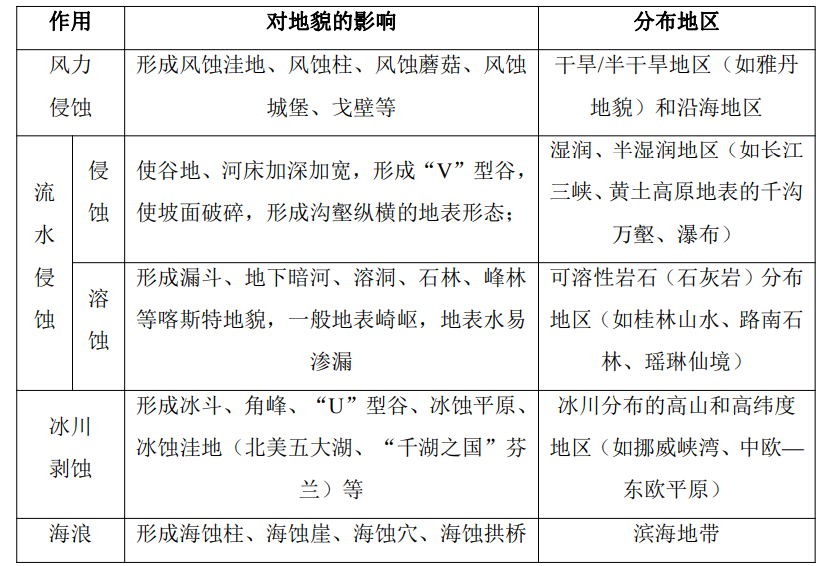 作用 对地貌的影响 分布地区
风力
侵蚀
形成风蚀洼地、风蚀柱、风蚀蘑菇、风蚀
城堡、戈壁等
干旱/半干旱地区（如雅丹
地貌）和沿海地区
流
水
侵
蚀
侵
蚀
使谷地、河床加深加宽，形成“V”型谷，
使坡面破碎，形成沟壑纵横的地表形态；
湿润、半湿润地区（如长江
三峡、黄土高原地表的千沟
万壑、瀑布）
溶
蚀
形成漏斗、地下暗河、溶洞、石林、峰林
等喀斯特地貌，一般地表崎岖，地表水易
渗漏
可溶性岩石（石灰岩）分布
地区（如桂林山水、路南石
林、瑶琳仙境）
冰川
剥蚀
形成冰斗、角峰、“U”型谷、冰蚀平原、
冰蚀洼地（北美五大湖、“千湖之国”芬
兰）等
冰川分布的高山和高纬度
地区（如挪威峡湾、中欧—
东欧平原）
海浪 形成海蚀柱、海蚀崖、海蚀穴、海蚀拱桥 滨海地带